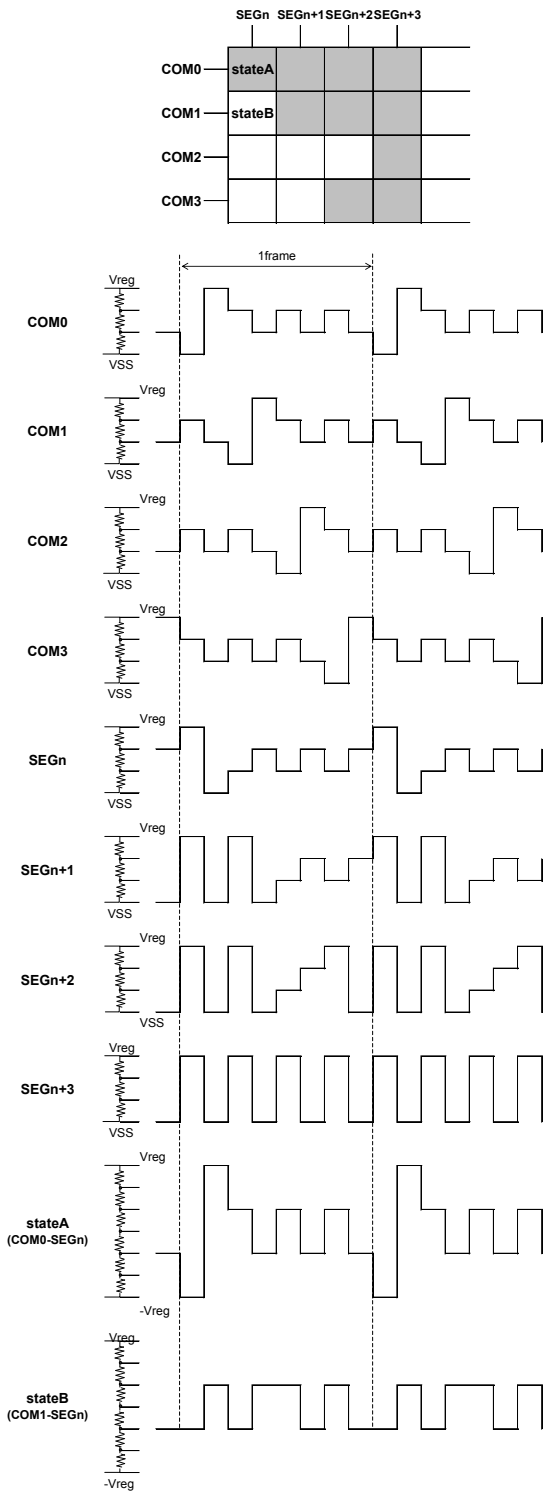 SEGn SEGn+1 SEGn+2 SEGn+3
COM0 stateA
COM1 stateB
COM2
COM3
1frame
Vreg
COM0
VSS
Vreg
COM1
VSS
Vreg
COM2
VSS
Vreg
COM3
VSS
Vreg
SEGn
VSS
Vreg
SEGn+1
VSS
Vreg
SEGn+2
VSS
Vreg
SEGn+3
VSS
Vreg
stateA
(COM0-SEGn)
-Vreg
Vreg
stateB
(COM1-SEGn)
-Vreg